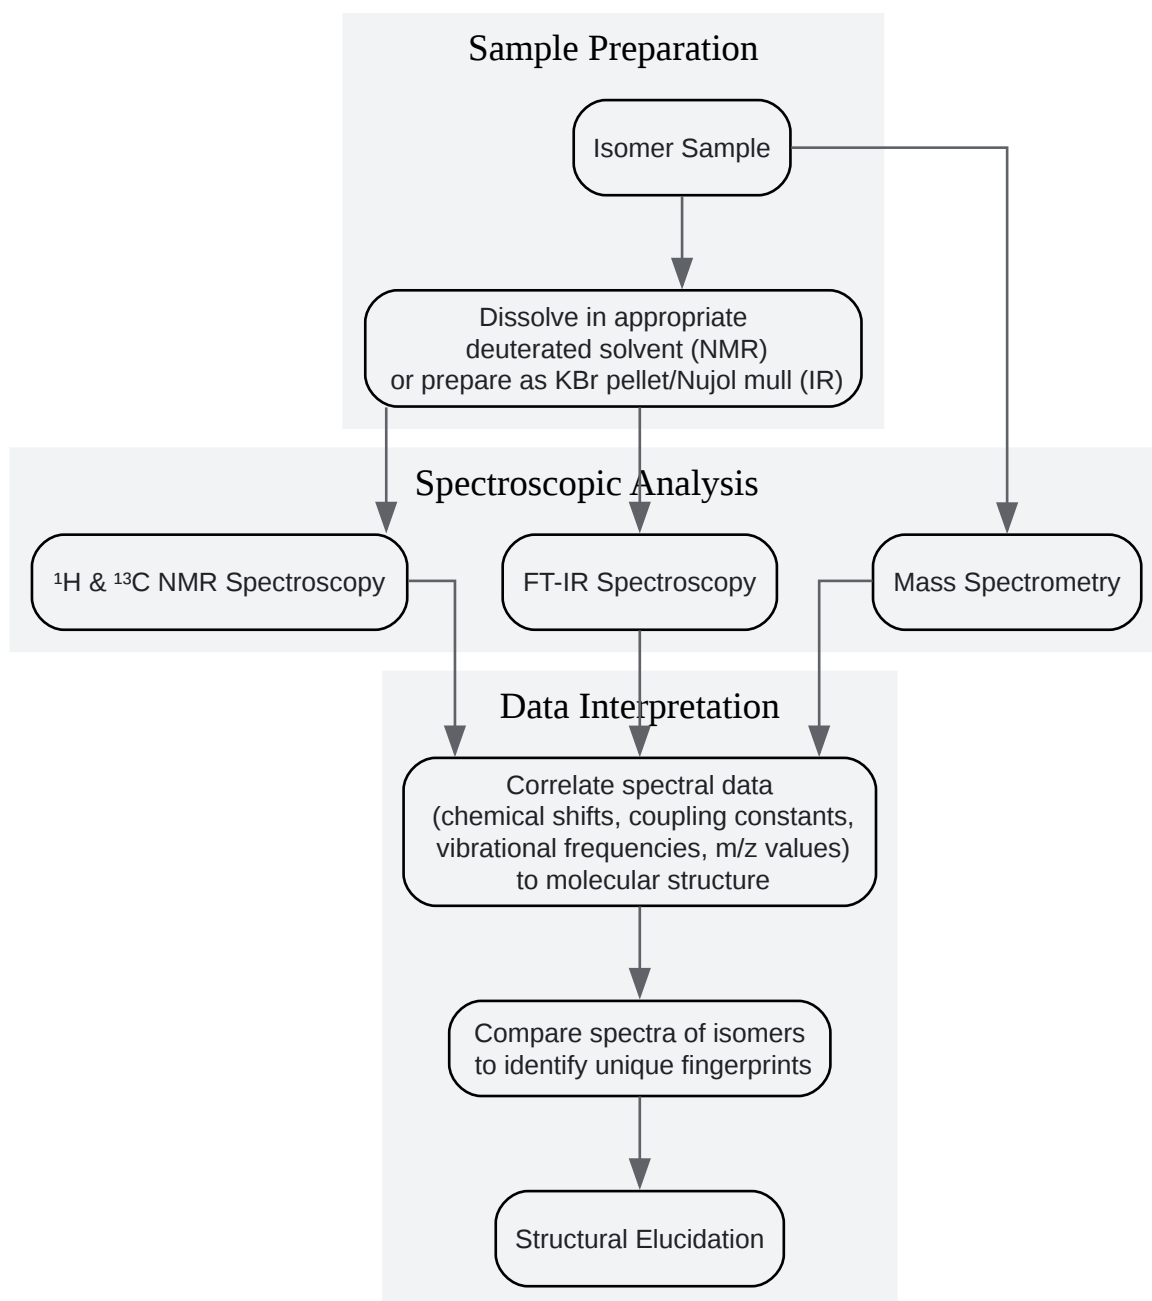 Sample Preparation
Isomer Sample
Dissolve in appropriate
deuterated solvent (NMR)
or prepare as KBr pellet/Nujol mull (IR)
Spectroscopic Analysis
¹H & ¹³C NMR Spectroscopy
FT-IR Spectroscopy
Mass Spectrometry
Data Interpretation
Correlate spectral data
(chemical shifts, coupling constants,
vibrational frequencies, m/z values)
to molecular structure
Compare spectra of isomers
to identify unique fingerprints
Structural Elucidation